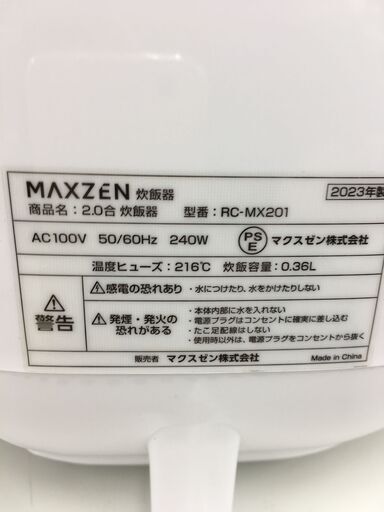 MAXZEN 炊飯器
2023年製
商品名：2.0合 炊飯器 型番：RC-MX201
AC100V 50/60Hz 240W PSE マクスゼン株式会社
温度ヒューズ：216℃ 炊飯容量：0.36L
警告
感電の恐れあり ・水につけたり、水をかけたりしない
発煙・発火の恐れがある
・本体内部に水を入れない
・電源プラグはコンセントに確実に差し込む
・たこ足配線はしない
・使用時以外は、電源プラグをコンセントから抜く
販売者 マクスゼン株式会社 Made in China